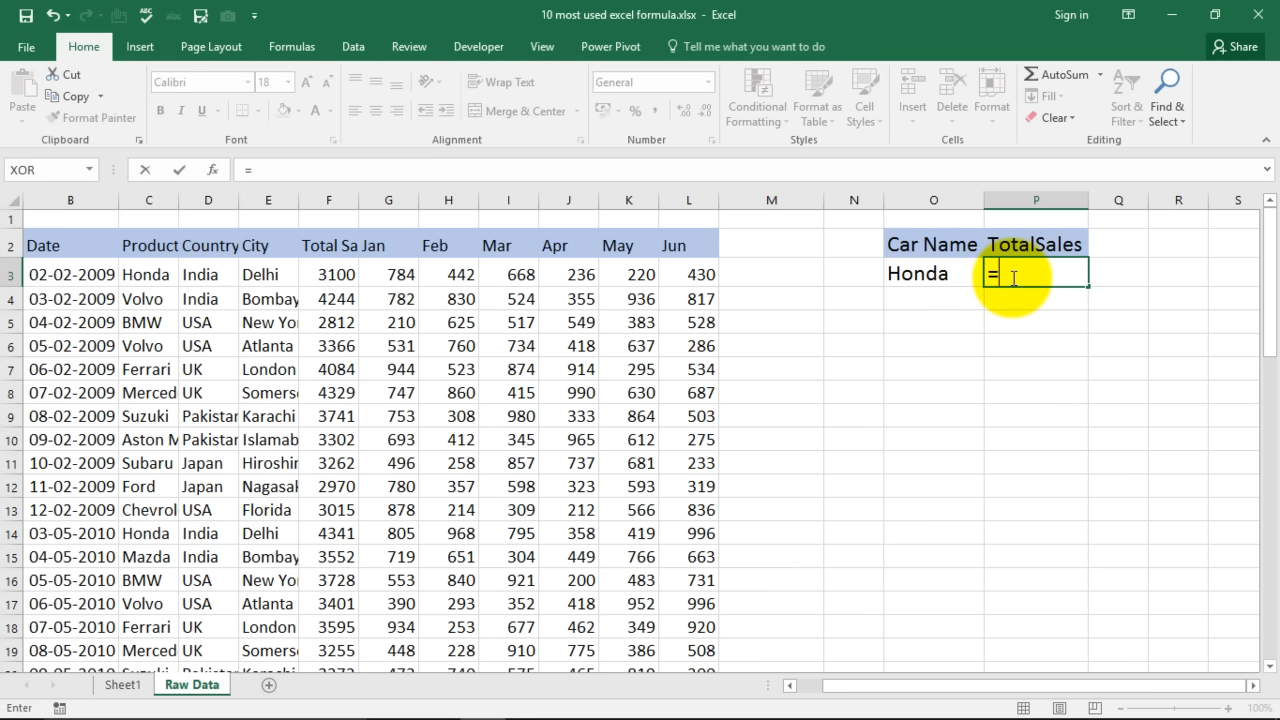 10 most used excel formula.xlsx - Excel
Sign in
File Home Insert Page Layout Formulas Data Review Developer View Power Pivot Tell me what you want to do Share
Paste Cut Copy Format Painter
Calibri 18
B I U A
Wrap Text
Merge & Center
General
Conditional Formatting Format as Table Cell Styles
Insert Delete Format
AutoSum Fill Clear
Sort & Filter Find & Select
Clipboard Font Alignment Number Styles Cells Editing
XOR fx =
B C D E F G H I J K L M N O P Q R S
1
2 Date Product Country City Total Sa Jan Feb Mar Apr May Jun Car Name TotalSales
3 02-02-2009 Honda India Delhi 3100 784 442 668 236 220 430 Honda =
4 03-02-2009 Volvo India Bombay 4244 782 830 524 355 936 817
5 04-02-2009 BMW USA New Yo 2812 210 625 517 549 383 528
6 05-02-2009 Volvo USA Atlanta 3366 531 760 734 418 637 286
7 06-02-2009 Ferrari UK London 4084 944 523 874 914 295 534
8 07-02-2009 Merced UK Somers 4329 747 860 415 990 630 687
9 08-02-2009 Suzuki Pakistan Karachi 3741 753 308 980 333 864 503
10 09-02-2009 Aston M Pakistan Islamab 3302 693 412 345 965 612 275
11 10-02-2009 Subaru Japan Hiroshin 3262 496 258 857 737 681 233
12 11-02-2009 Ford Japan Nagasak 2970 780 357 598 323 593 319
13 12-02-2009 Chevrol USA Florida 3015 878 214 309 212 566 836
14 03-05-2010 Honda India Delhi 4341 805 968 795 358 419 996
15 04-05-2010 Mazda India Bombay 3552 719 651 304 449 766 663
16 05-05-2010 BMW USA New Yo 3728 553 840 921 200 483 731
17 06-05-2010 Volvo USA Atlanta 3401 390 293 352 418 952 996
18 07-05-2010 Ferrari UK London 3595 934 253 677 462 349 920
19 08-05-2010 Merced UK Somers 3255 448 228 910 775 386 508
Sheet1 Raw Data
Enter 100%